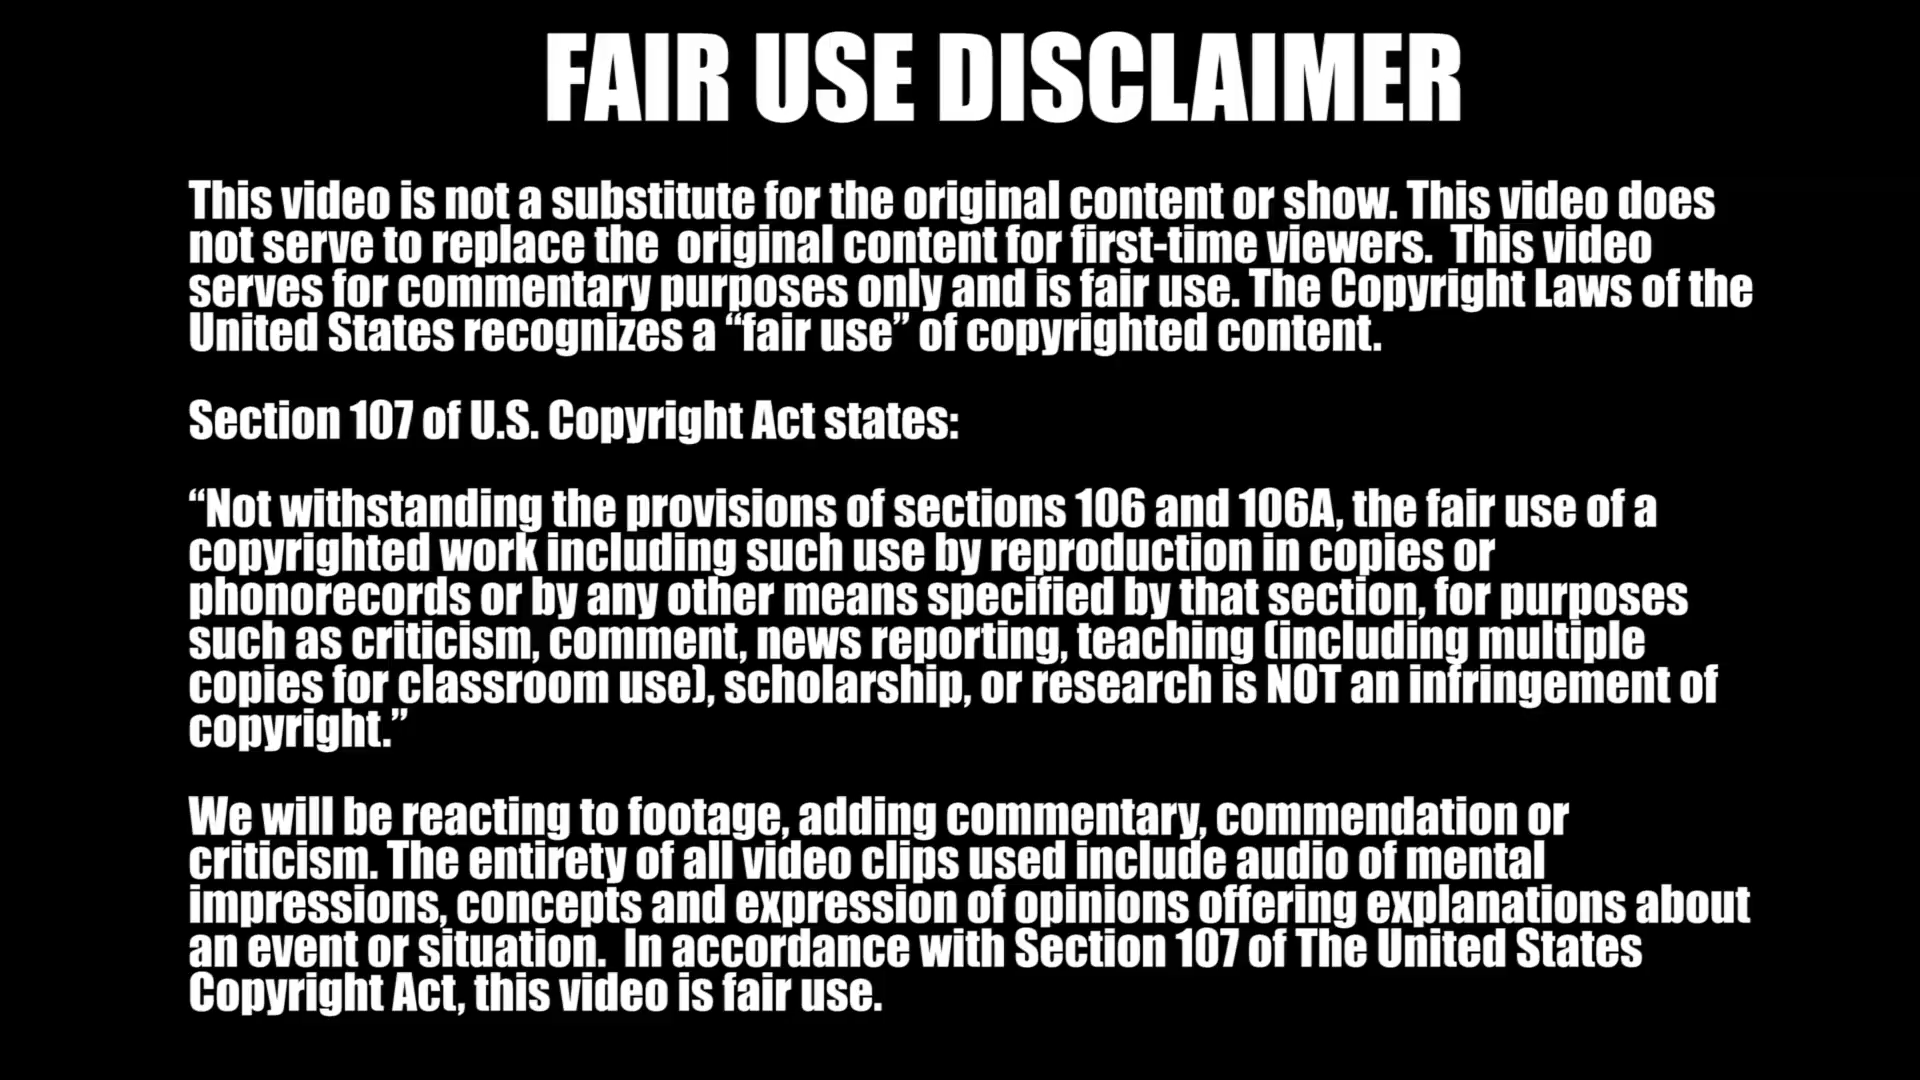 FAIR USE DISCLAIMER
This video is not a substitute for the original content or show. This video does
not serve to replace the  original content for first-time viewers.  This video
serves for commentary purposes only and is fair use. The Copyright Laws of the
United States recognizes a “fair use” of copyrighted content.
Section 107 of U.S. Copyright Act states:
“Not withstanding the provisions of sections 106 and 106A, the fair use of a
copyrighted work including such use by reproduction in copies or
phonorecords or by any other means specified by that section, for purposes
such as criticism, comment, news reporting, teaching (including multiple
copies for classroom use), scholarship, or research is NOT an infringement of
copyright.”
We will be reacting to footage, adding commentary, commendation or
criticism. The entirety of all video clips used include audio of mental
impressions, concepts and expression of opinions offering explanations about
an event or situation.  In accordance with Section 107 of The United States
Copyright Act, this video is fair use.